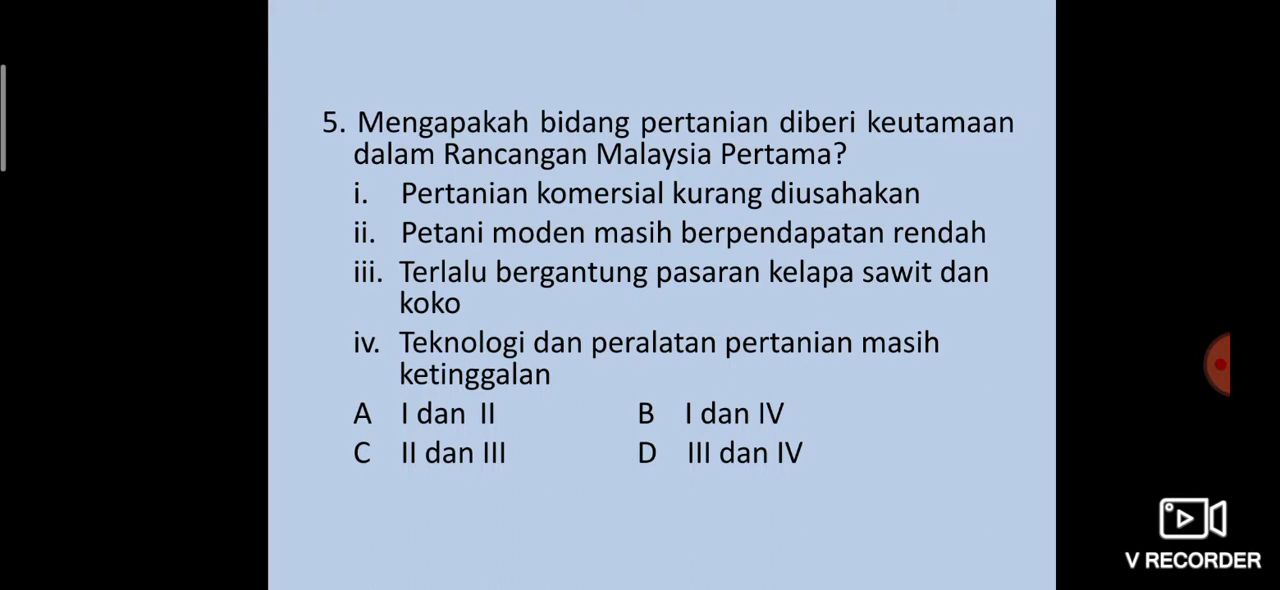 5. Mengapakah bidang pertanian diberi keutamaan
dalam Rancangan Malaysia Pertama?
i. Pertanian komersial kurang diusahakan
ii. Petani moden masih berpendapatan rendah
iii. Terlalu bergantung pasaran kelapa sawit dan
koko
iv. Teknologi dan peralatan pertanian masih
ketinggalan
A I dan II B I dan IV
C II dan III D III dan IV
V RECORDER